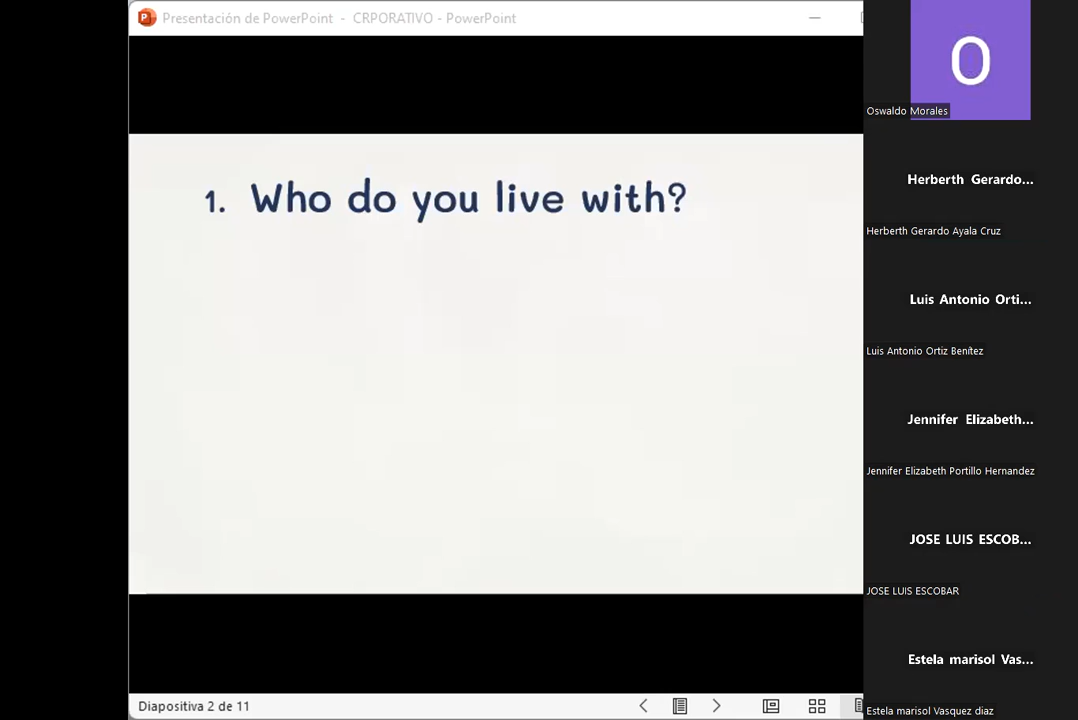 Presentación de PowerPoint - CRPORATIVO - PowerPoint
1. Who do you live with?
Diapositiva 2 de 11
O
Oswaldo Morales
Herberth Gerardo...
Herberth Gerardo Ayala Cruz
Luis Antonio Orti...
Luis Antonio Ortiz Benítez
Jennifer Elizabeth...
Jennifer Elizabeth Portillo Hernandez
JOSE LUIS ESCOB...
JOSE LUIS ESCOBAR
Estela marisol Vas...
Estela marisol Vasquez diaz